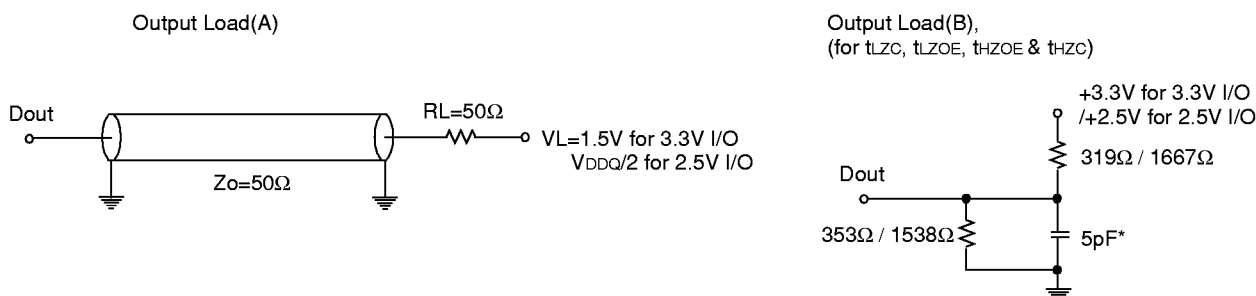 Output Load(A)
Dout
RL=50Ω
VL=1.5V for 3.3V I/O
VDDQ/2 for 2.5V I/O
Zo=50Ω
Output Load(B),
(for tLZC, tLZOE, tHZOE & tHZC)
+3.3V for 3.3V I/O
/+2.5V for 2.5V I/O
319Ω / 1667Ω
Dout
353Ω / 1538Ω
5pF*